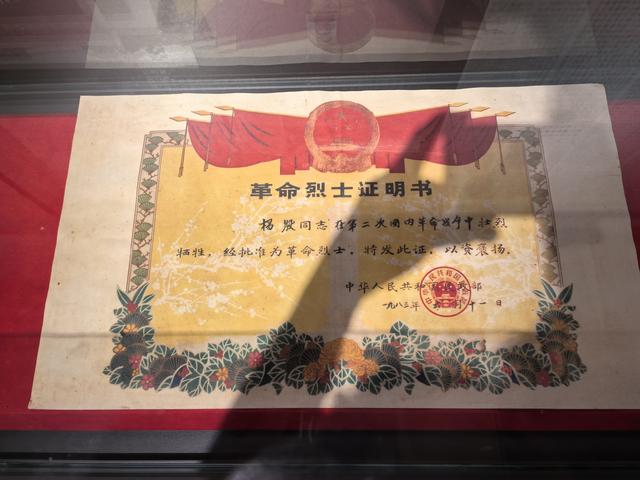 革命烈士证明书
杨殷同志在第二次国内革命战争中壮烈
牺牲，经批准为革命烈士。特发此证，以资褒扬。
中华人民共和国民政部
一九八三年 月十一日